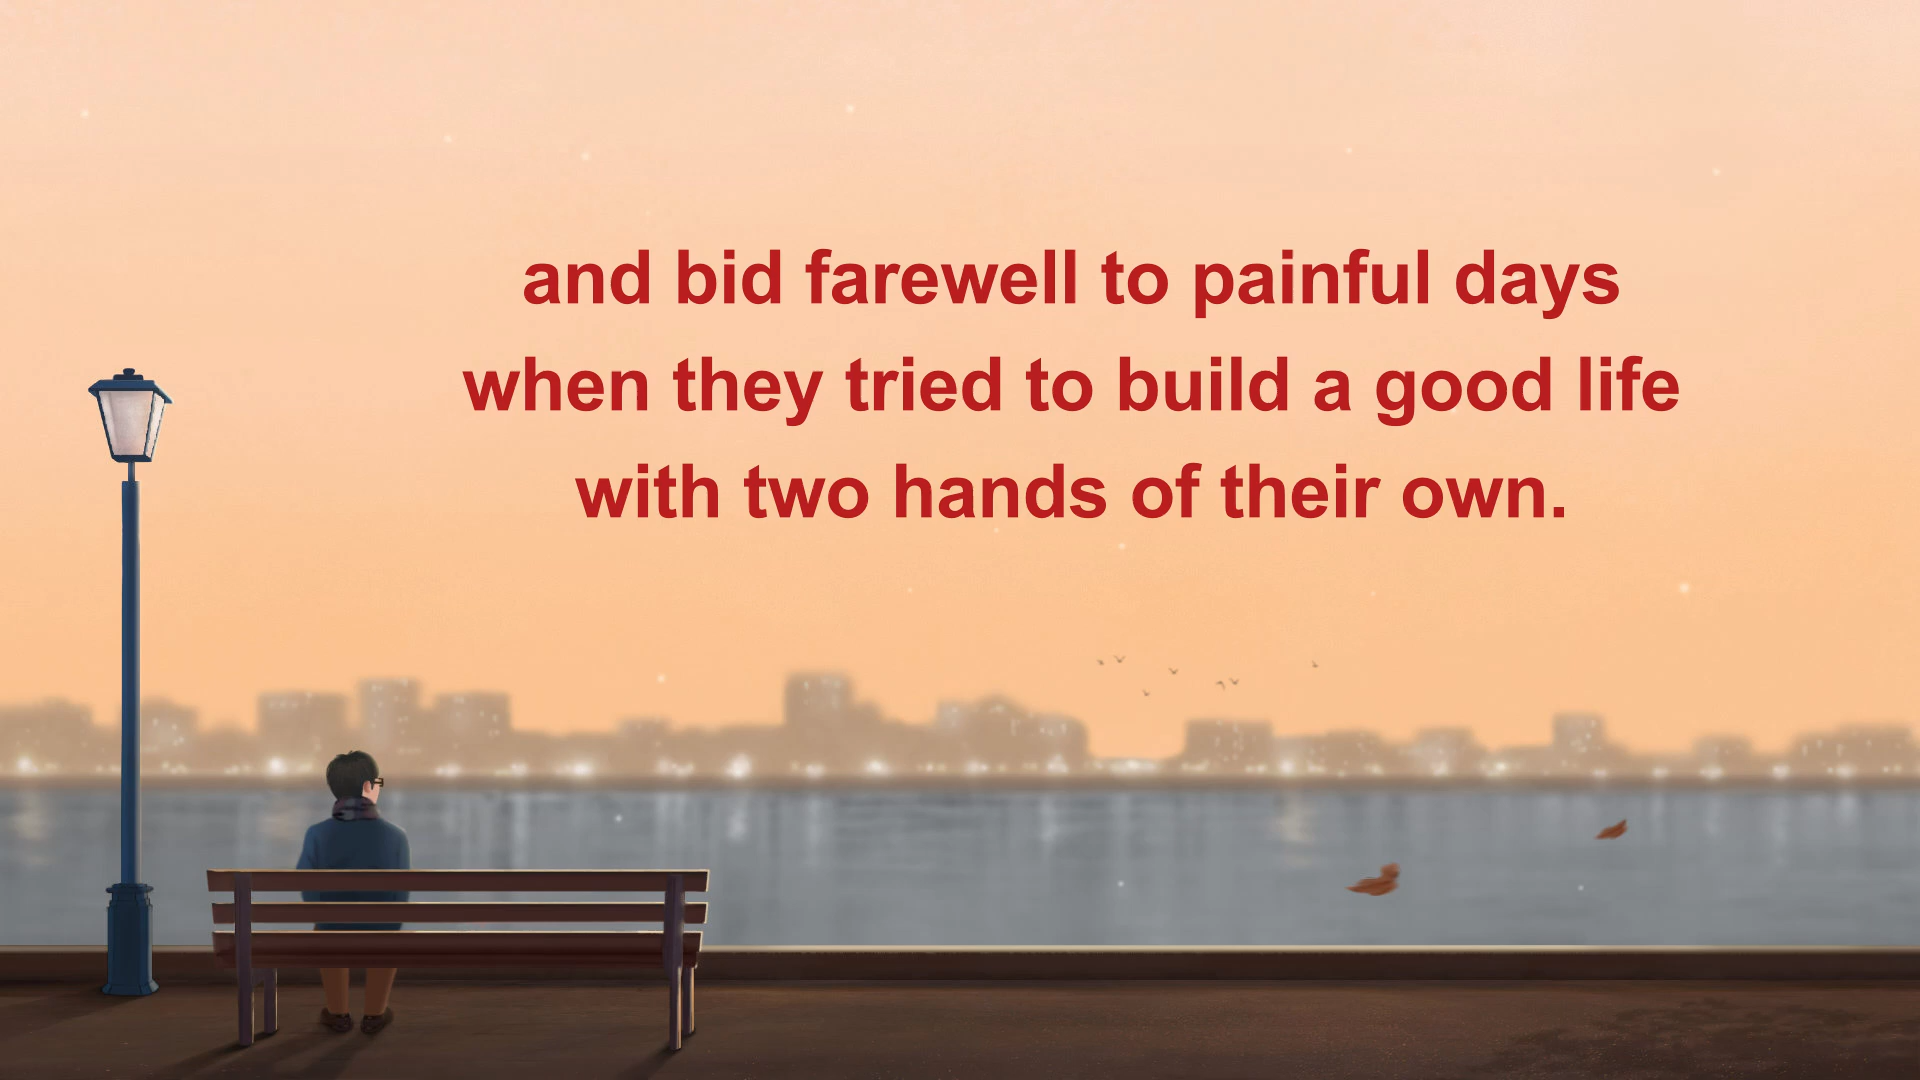 and bid farewell to painful days
when they tried to build a good life
with two hands of their own.